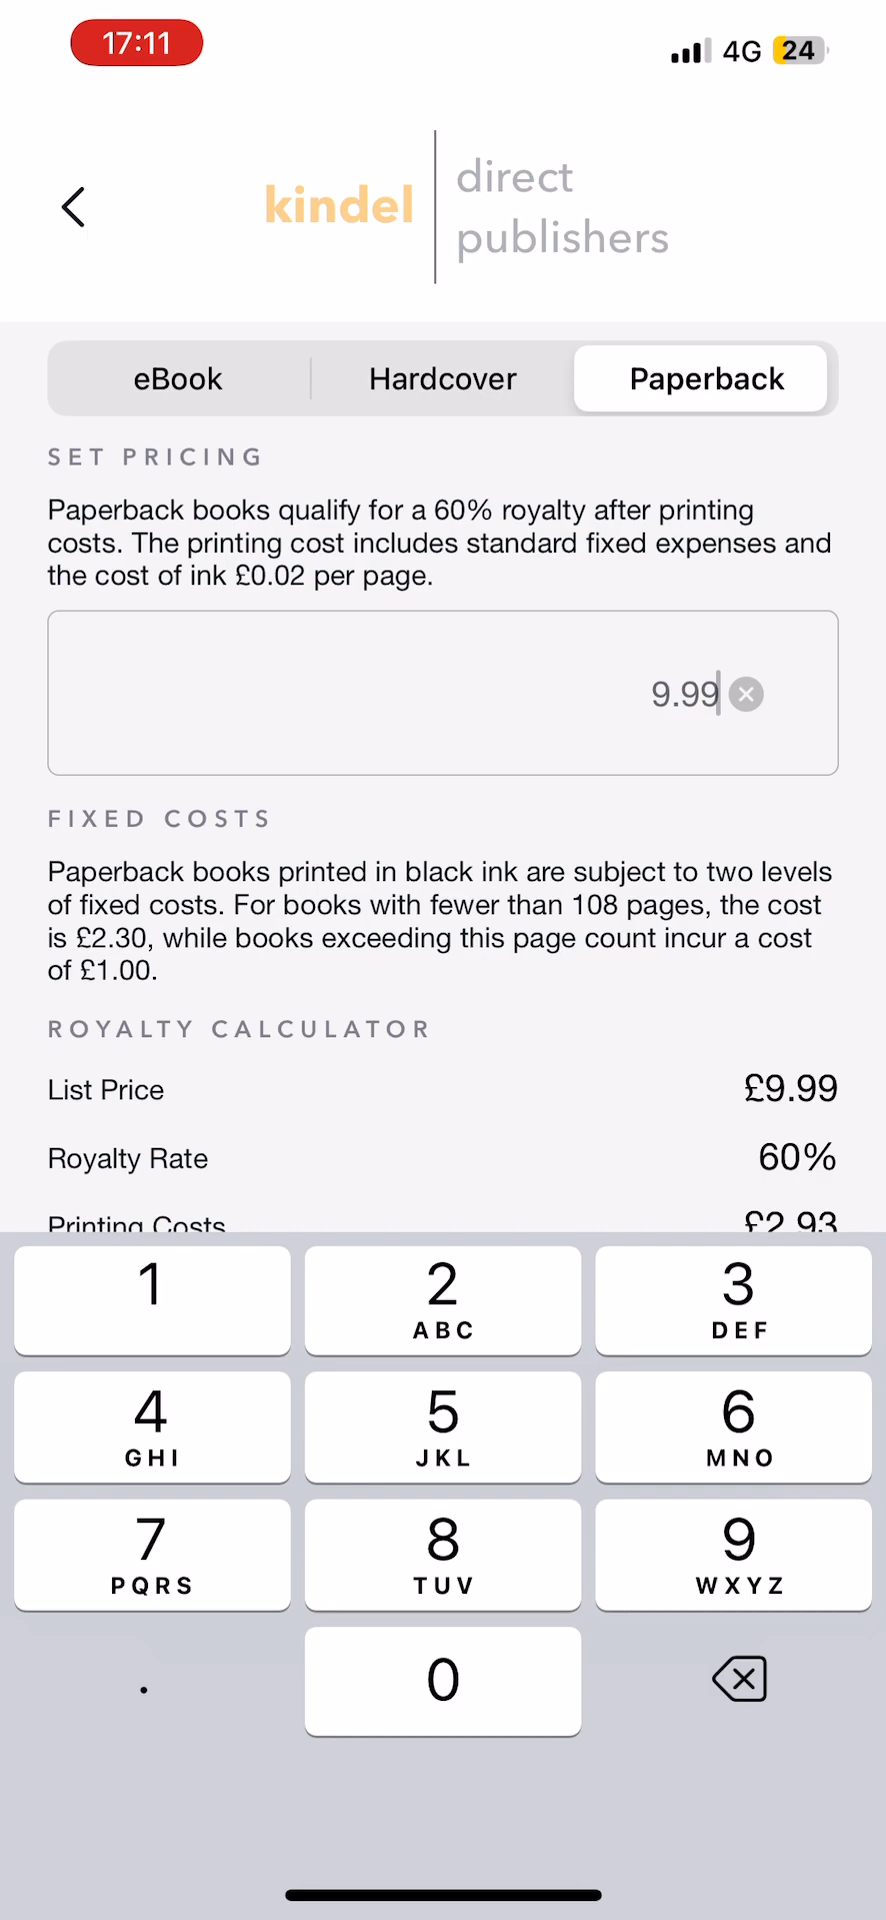 17:11
4G 24
kindel
direct
publishers
eBook
Hardcover
Paperback
SET PRICING
Paperback books qualify for a 60% royalty after printing
costs. The printing cost includes standard fixed expenses and
the cost of ink £0.02 per page.
9.99
FIXED COSTS
Paperback books printed in black ink are subject to two levels
of fixed costs. For books with fewer than 108 pages, the cost
is £2.30, while books exceeding this page count incur a cost
of £1.00.
ROYALTY CALCULATOR
List Price £9.99
Royalty Rate 60%
Printing Costs £2.93
1
2 ABC
3 DEF
4 GHI
5 JKL
6 MNO
7 PQRS
8 TUV
9 WXYZ
. 0